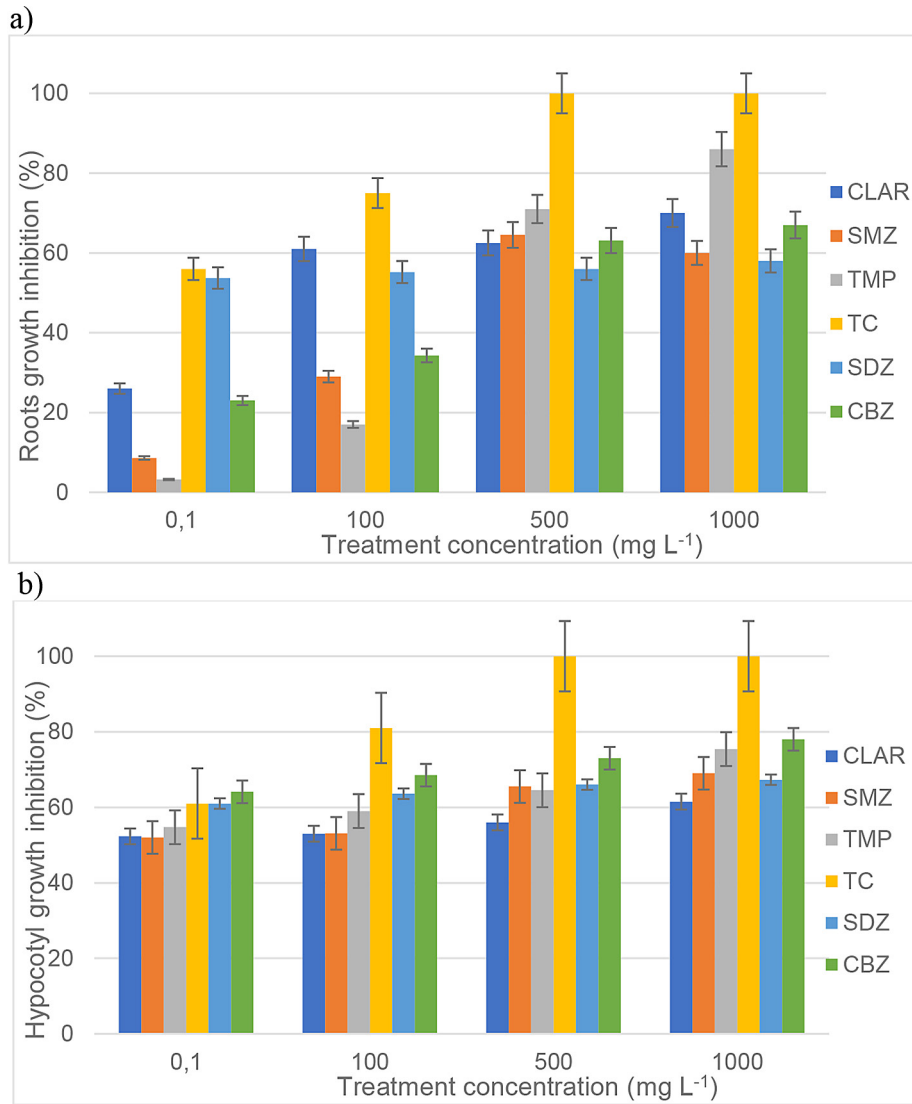 a)
100
80
60
40
20
0
Roots growth inhibition (%)
0,1 100 500 1000
Treatment concentration (mg L⁻¹)
CLAR
SMZ
TMP
TC
SDZ
CBZ
b)
100
80
60
40
20
0
Hypocotyl growth inhibition (%)
0,1 100 500 1000
Treatment concentration (mg L⁻¹)
CLAR
SMZ
TMP
TC
SDZ
CBZ